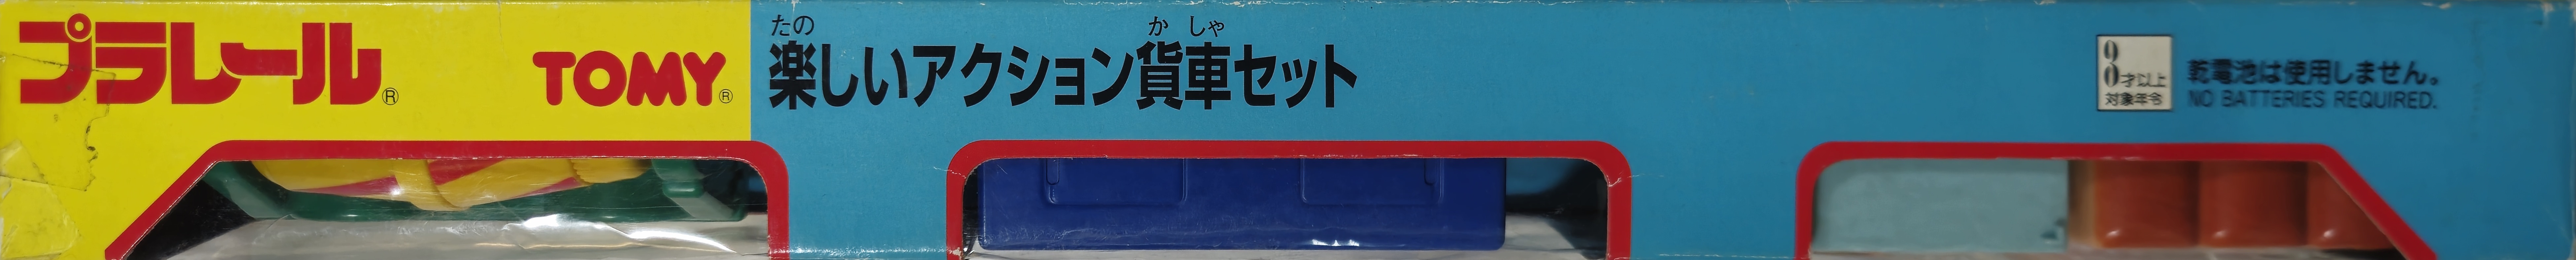 プラレール®
TOMY®
たの かしゃ
楽しいアクション貨車セット
才以上
対象年令
乾電池は使用しません。
NO BATTERIES REQUIRED.